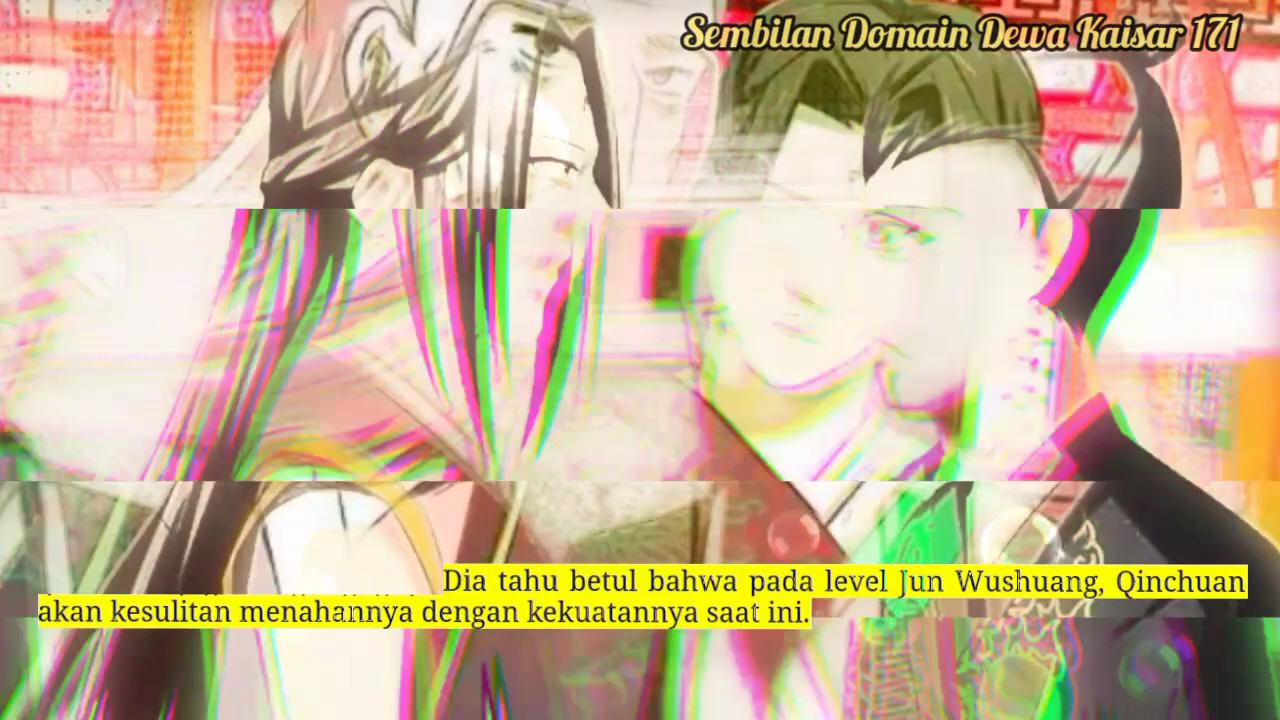 Sembilan Domain Dewa Kaisar 171
Dia tahu betul bahwa pada level Jun Wushuang, Qinchuan
akan kesulitan menahannya dengan kekuatannya saat ini.